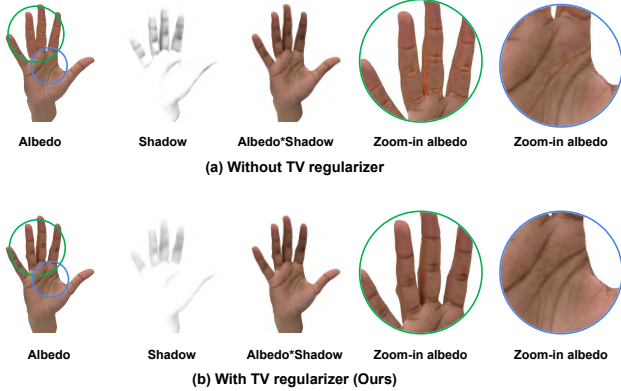 Albedo Shadow Albedo*Shadow Zoom-in albedo Zoom-in albedo
(a) Without TV regularizer
Albedo Shadow Albedo*Shadow Zoom-in albedo Zoom-in albedo
(b) With TV regularizer (Ours)